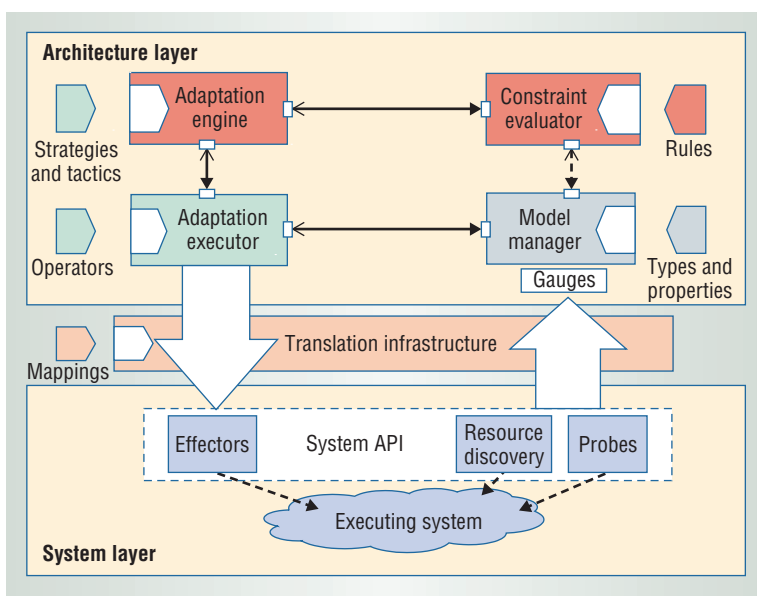 Architecture layer
Adaptation
engine
Constraint
evaluator
Strategies
and tactics
Rules
Adaptation
executor
Model
manager
Operators
Gauges
Types and
properties
Translation infrastructure
Mappings
Effectors
System API
Resource
discovery
Probes
Executing system
System layer